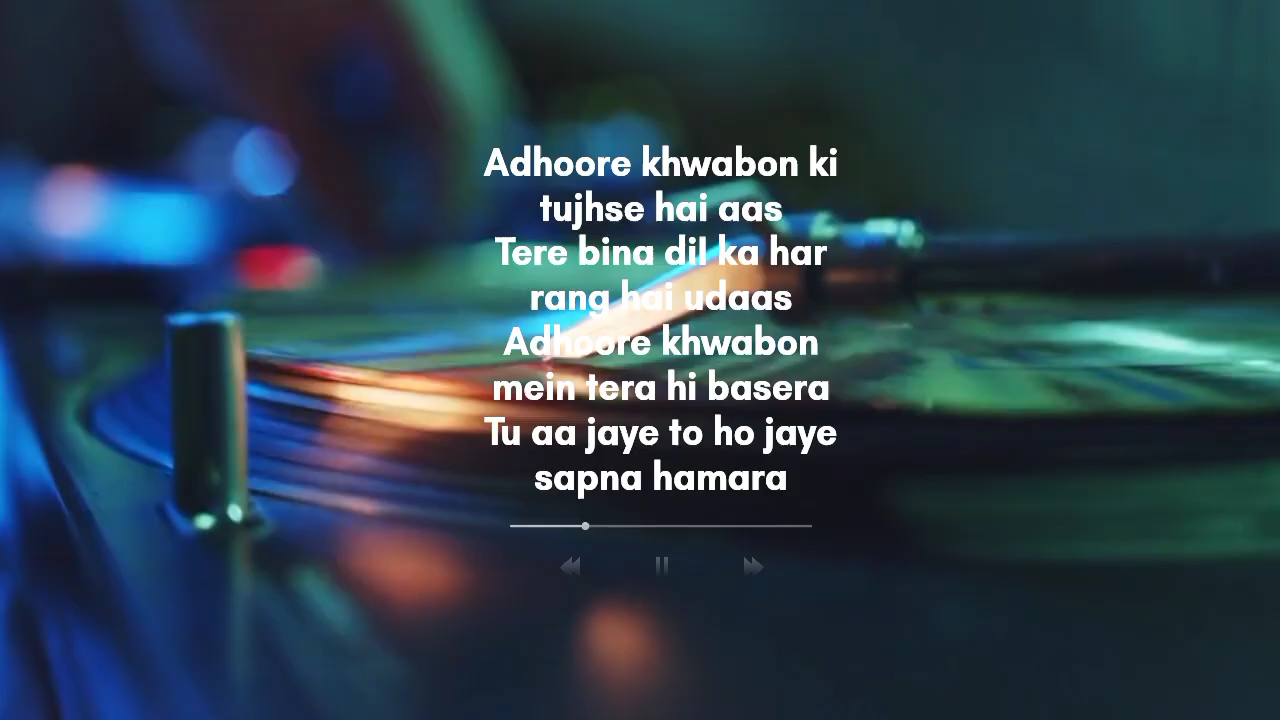 Adhoore khwabon ki
tujhse hai aas
Tere bina dil ka har
rang hai udaas
Adhoore khwabon
mein tera hi basera
Tu aa jaye to ho jaye
sapna hamara